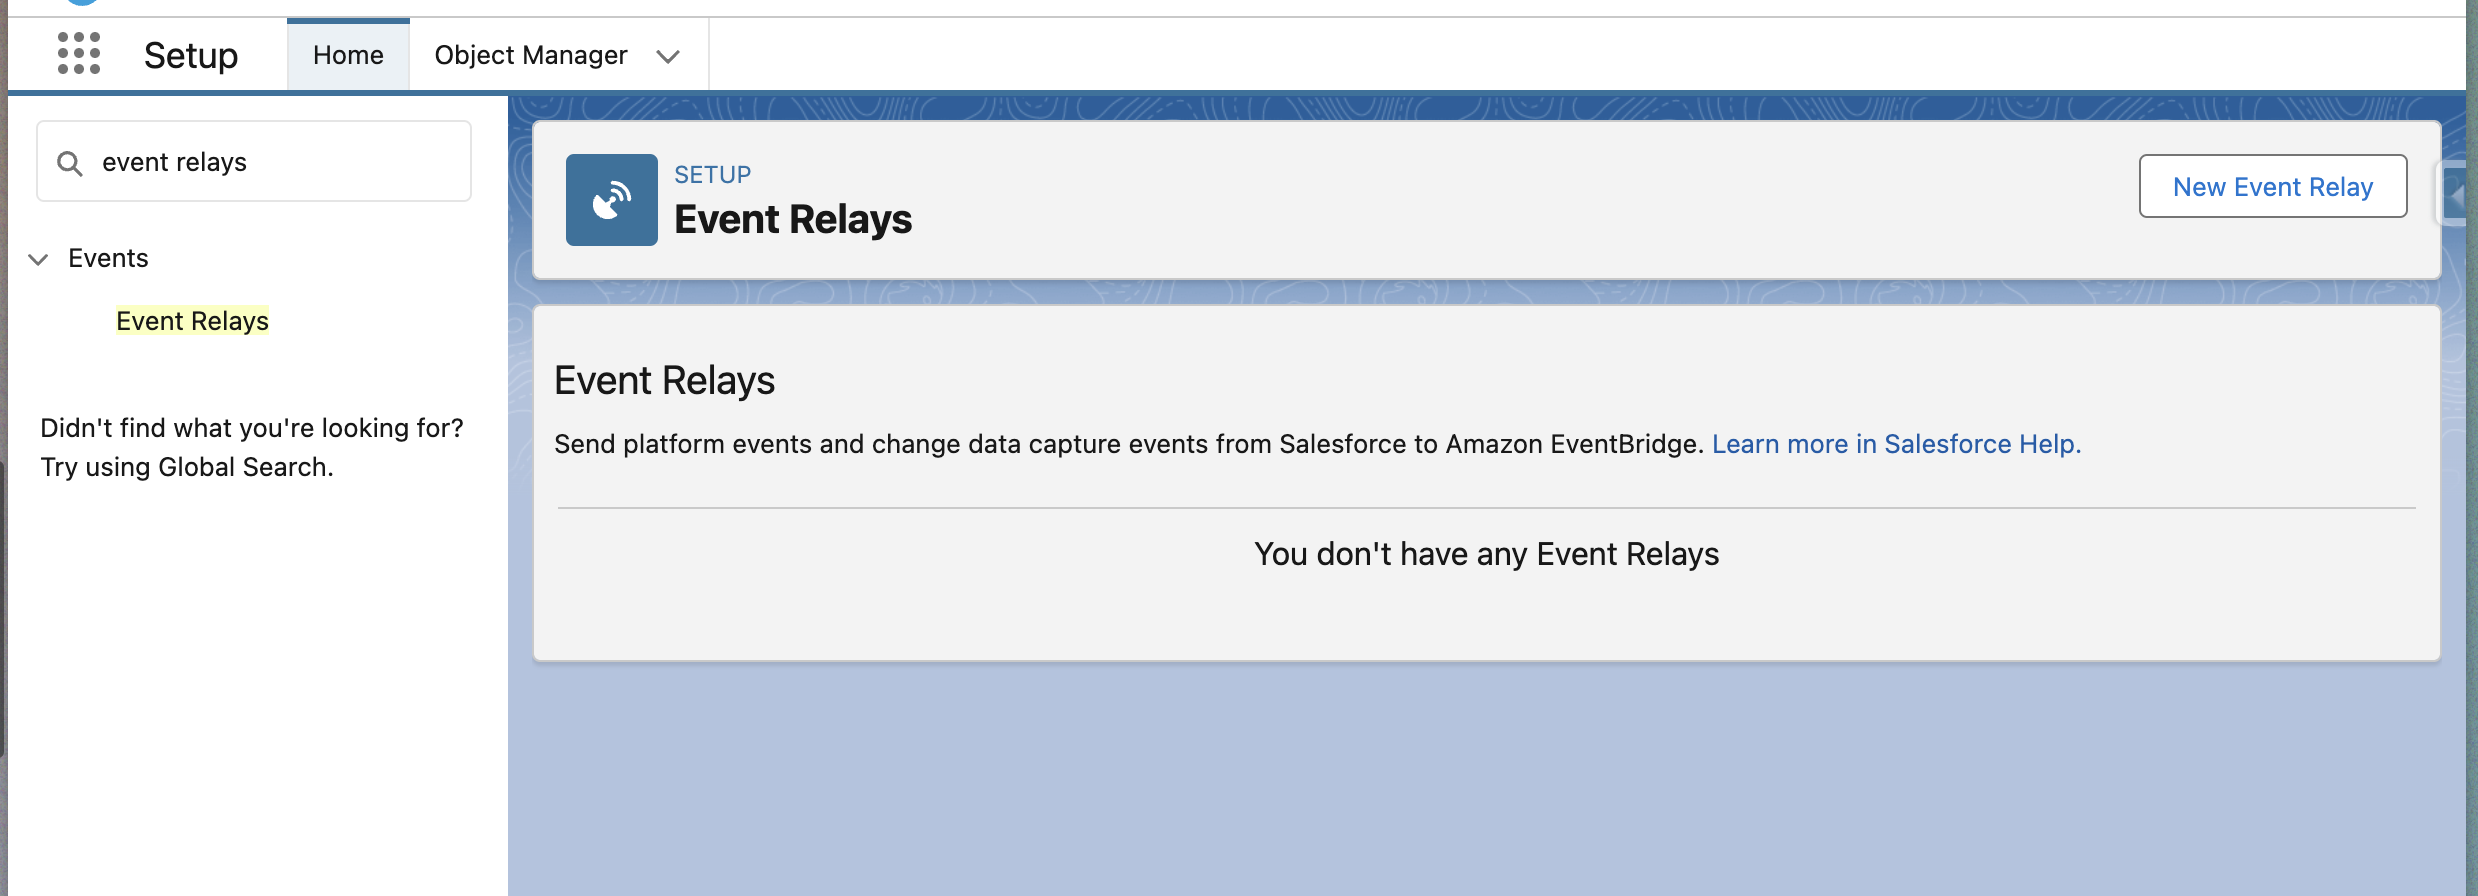 Setup
Home
Object Manager
event relays
Events
Event Relays
Didn't find what you're looking for?
Try using Global Search.
SETUP
Event Relays
New Event Relay
Event Relays
Send platform events and change data capture events from Salesforce to Amazon EventBridge. Learn more in Salesforce Help.
You don't have any Event Relays